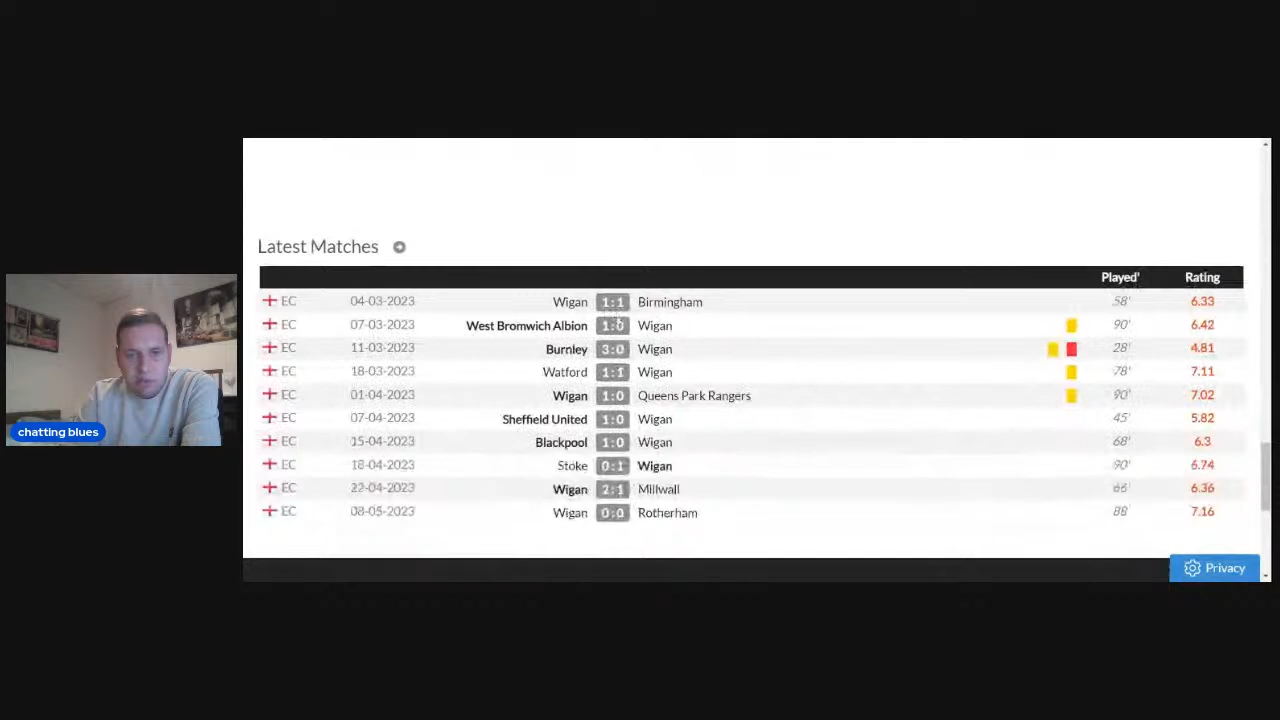 Latest Matches
Played' Rating
EC 04-03-2023 Wigan 1:1 Birmingham 58' 6.33
EC 07-03-2023 West Bromwich Albion 1:0 Wigan 90' 6.42
EC 11-03-2023 Burnley 3:0 Wigan 28' 4.81
EC 18-03-2023 Watford 1:1 Wigan 78' 7.11
EC 01-04-2023 Wigan 1:0 Queens Park Rangers 90' 7.02
EC 07-04-2023 Sheffield United 1:0 Wigan 45' 5.82
EC 15-04-2023 Blackpool 1:0 Wigan 68' 6.3
EC 18-04-2023 Stoke 0:1 Wigan 90' 6.74
EC 22-04-2023 Wigan 2:1 Millwall 66' 6.36
EC 08-05-2023 Wigan 0:0 Rotherham 88' 7.16
chatting blues
Privacy